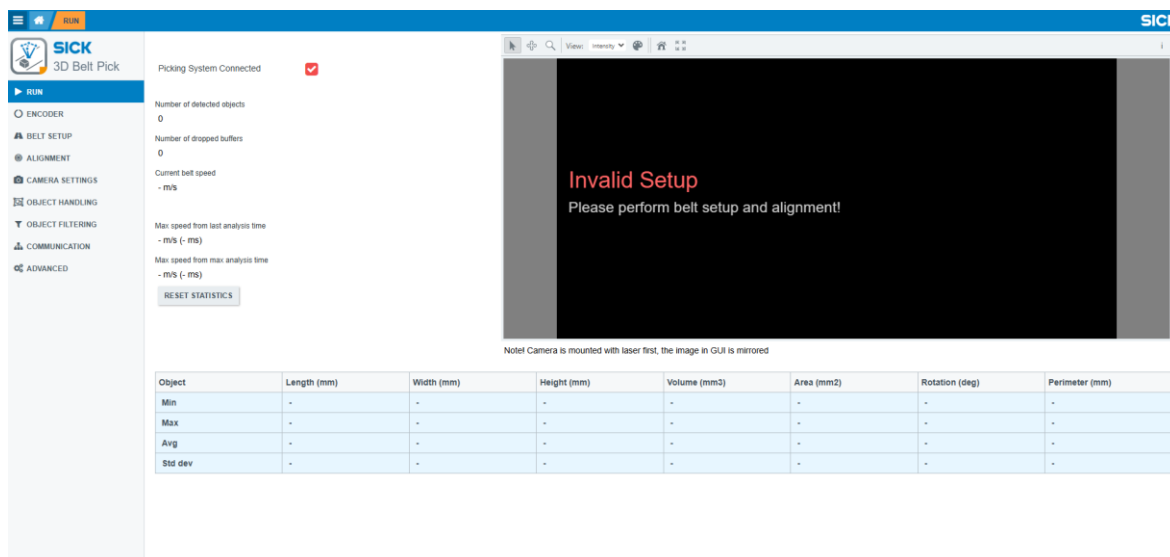 RUN
SICK
SICK
3D Belt Pick
RUN
ENCODER
BELT SETUP
ALIGNMENT
CAMERA SETTINGS
OBJECT HANDLING
OBJECT FILTERING
COMMUNICATION
ADVANCED
Picking System Connected
Number of detected objects
0
Number of dropped buffers
0
Current belt speed
- m/s
Max speed from last analysis time
- m/s (- ms)
Max speed from max analysis time
- m/s (- ms)
RESET STATISTICS
View: Intensity
Invalid Setup
Please perform belt setup and alignment!
Note! Camera is mounted with laser first, the image in GUI is mirrored
Object Length (mm) Width (mm) Height (mm) Volume (mm3) Area (mm2) Rotation (deg) Perimeter (mm)
Min - - - - - - -
Max - - - - - - -
Avg - - - - - - -
Std dev - - - - - - -